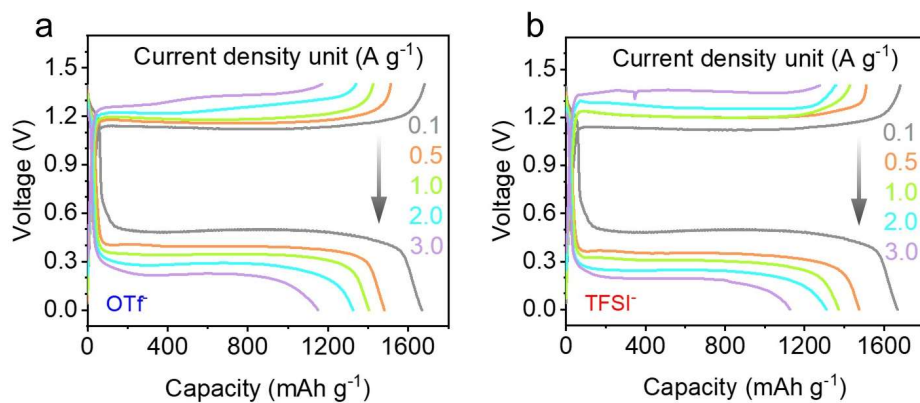 a
Current density unit (A g⁻¹)
Voltage (V)
1.5
1.2
0.9
0.6
0.3
0.0
0.1
0.5
1.0
2.0
3.0
OTf⁻
0 400 800 1200 1600
Capacity (mAh g⁻¹)
b
Current density unit (A g⁻¹)
Voltage (V)
1.5
1.2
0.9
0.6
0.3
0.0
0.1
0.5
1.0
2.0
3.0
TFSI⁻
0 400 800 1200 1600
Capacity (mAh g⁻¹)